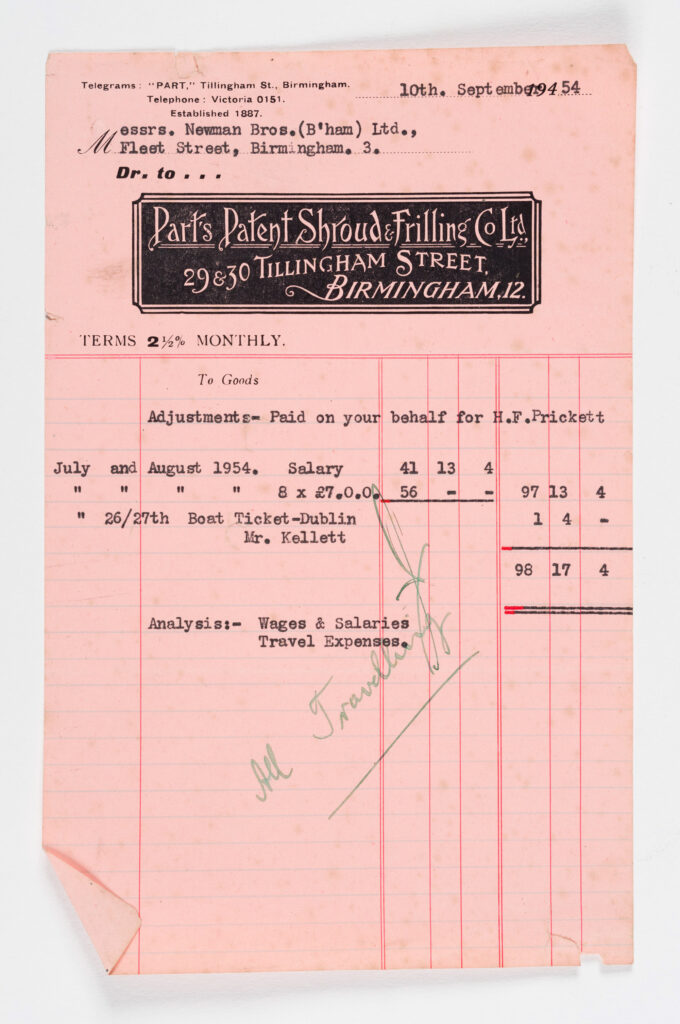 Telegrams: "PART," Tillingham St., Birmingham.
Telephone: Victoria 0151.
Established 1887.
10th. September 194 54
Messrs. Newman Bros.(B'ham) Ltd.,
Fleet Street, Birmingham. 3.
Dr. to . . .
Part's Patent Shroud & Frilling Co Ltd,
29 & 30 TILLINGHAM STREET,
BIRMINGHAM, 12.
TERMS 2½% MONTHLY.
To Goods
Adjustments- Paid on your behalf for H.F.Prickett
July and August 1954. Salary 41 13 4
" " " " 8 x £7.0.0. 56 - - 97 13 4
" 26/27th Boat Ticket-Dublin 1 4 -
Mr. Kellett
98 17 4
Analysis:- Wages & Salaries
Travel Expenses.
All Travelling